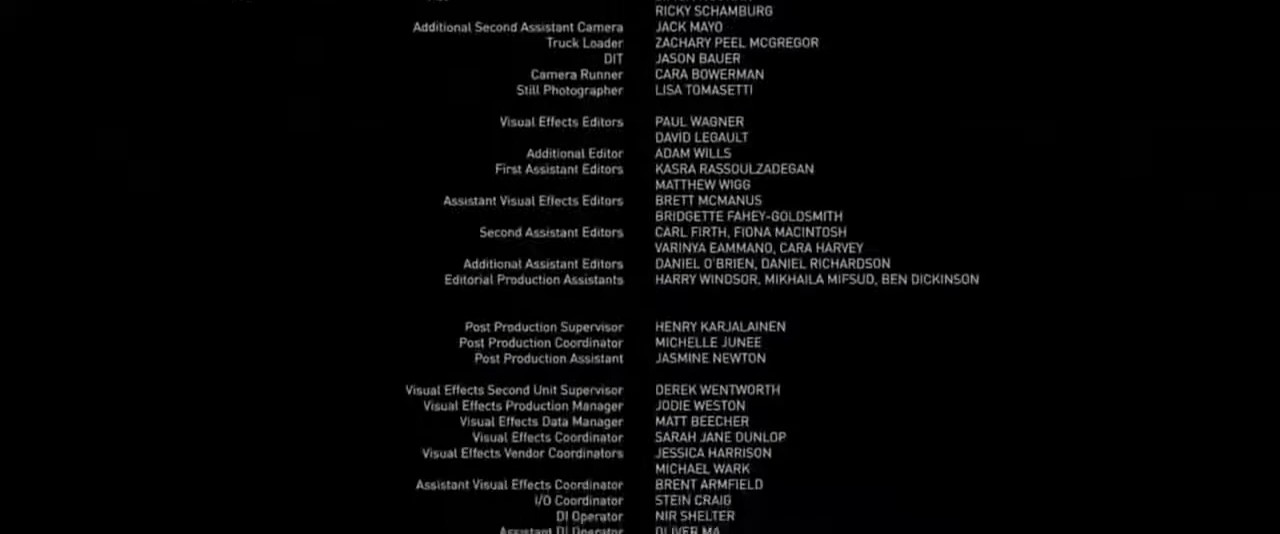 RICKY SCHAMBURG
Additional Second Assistant Camera JACK MAYO
Truck Loader ZACHARY PEEL MCGREGOR
DIT JASON BAUER
Camera Runner CARA BOWERMAN
Still Photographer LISA TOMASETTI
Visual Effects Editors PAUL WAGNER
DAVID LEGAULT
Additional Editor ADAM WILLS
First Assistant Editors KASRA RASSOULZADEGAN
MATTHEW WIGG
Assistant Visual Effects Editors BRETT MCMANUS
BRIDGETTE FAHEY-GOLDSMITH
Second Assistant Editors CARL FIRTH, FIONA MACINTOSH
VARINYA EAMMANO, CARA HARVEY
Additional Assistant Editors DANIEL O'BRIEN, DANIEL RICHARDSON
Editorial Production Assistants HARRY WINDSOR, MIKHAILA MIFSUD, BEN DICKINSON
Post Production Supervisor HENRY KARJALAINEN
Post Production Coordinator MICHELLE JUNEE
Post Production Assistant JASMINE NEWTON
Visual Effects Second Unit Supervisor DEREK WENTWORTH
Visual Effects Production Manager JODIE WESTON
Visual Effects Data Manager MATT BEECHER
Visual Effects Coordinator SARAH JANE DUNLOP
Visual Effects Vendor Coordinators JESSICA HARRISON
MICHAEL WARK
Assistant Visual Effects Coordinator BRENT ARMFIELD
I/O Coordinator STEIN CRAIG
DI Operator NIR SHELTER
Assistant DI Operator OLIVER MA